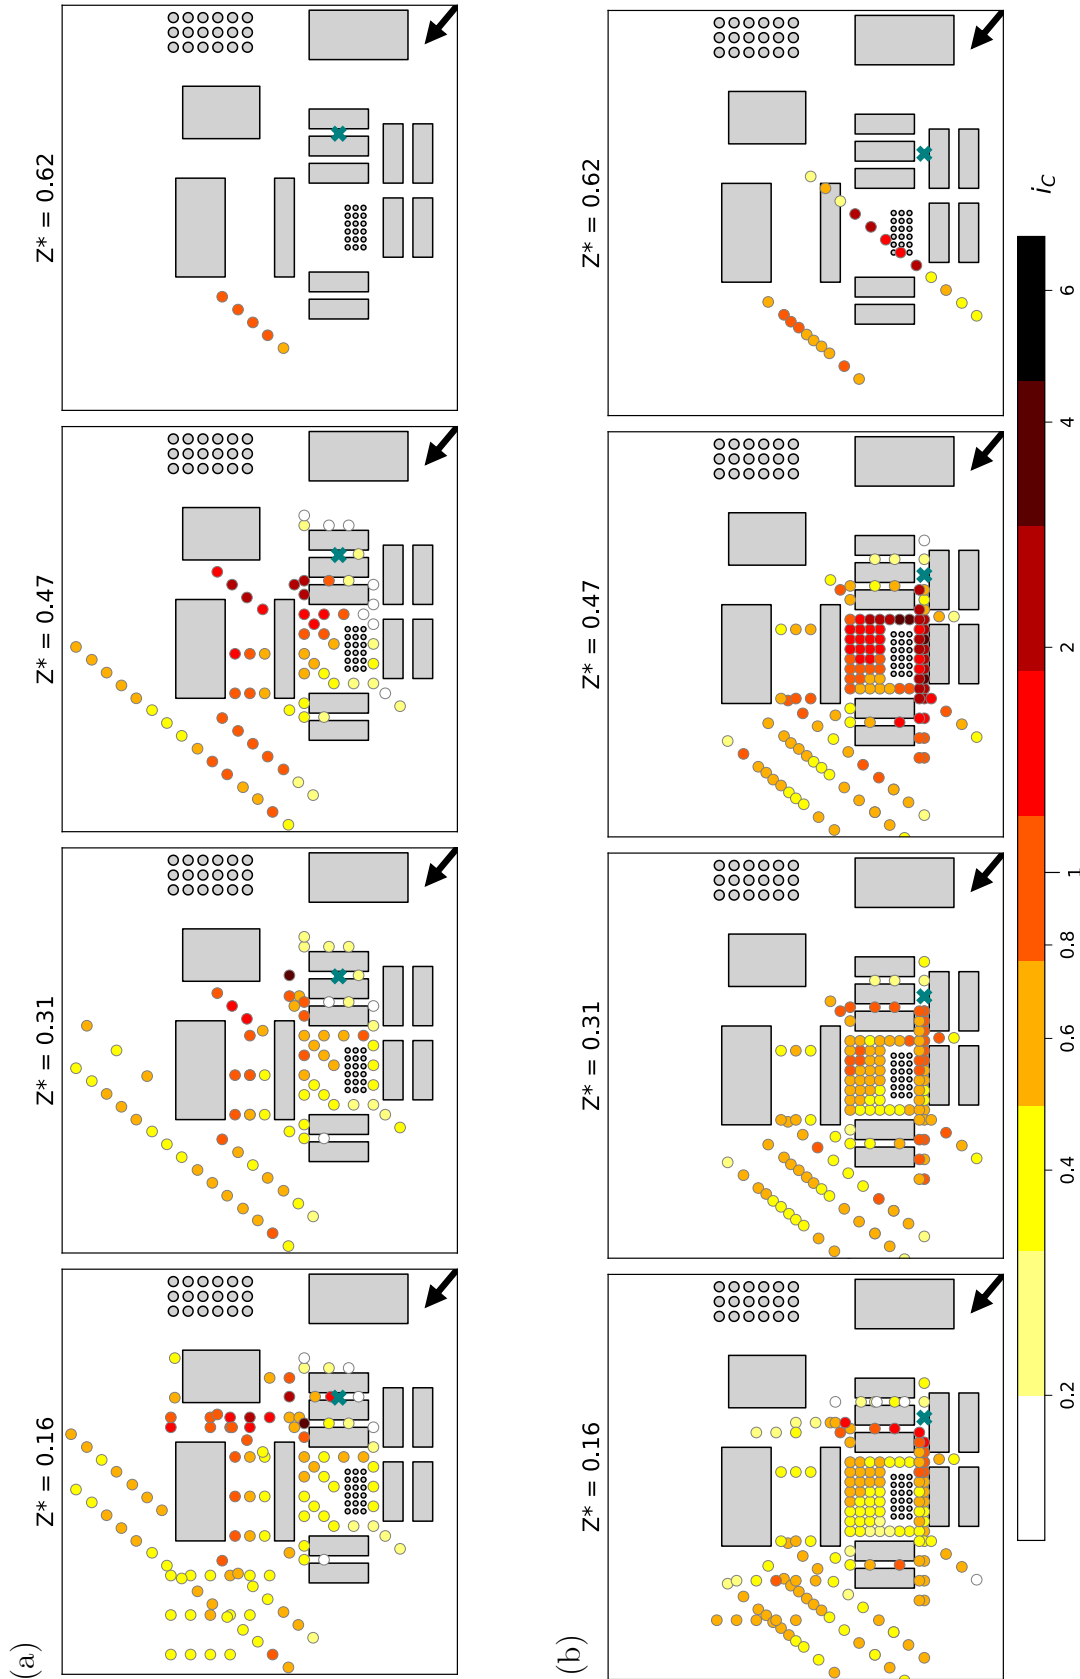 (a)
Z* = 0.16
Z* = 0.31
Z* = 0.47
Z* = 0.62
(b)
Z* = 0.16
Z* = 0.31
Z* = 0.47
Z* = 0.62
0.2
0.4
0.6
0.8
1
2
4
6
i_C